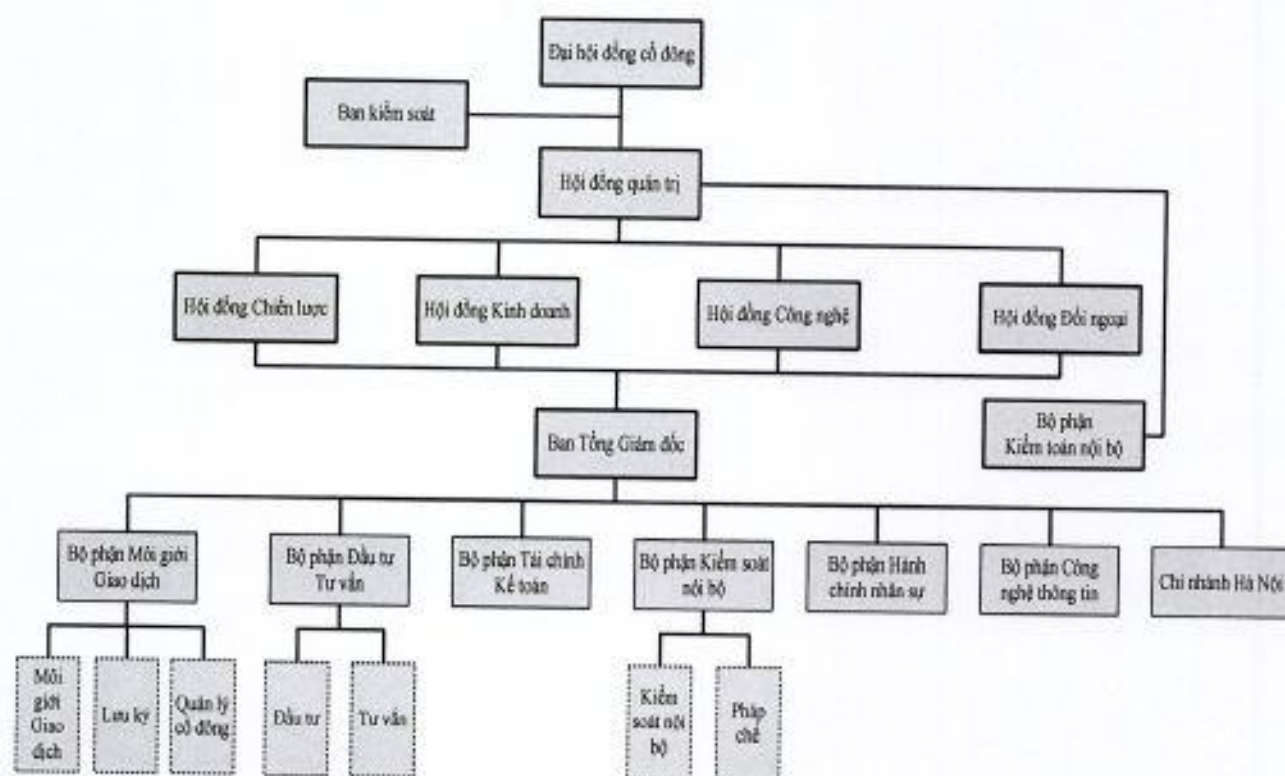 Đại hội đồng cổ đông
Ban kiểm soát
Hội đồng quản trị
Hội đồng Chiến lược
Hội đồng Kinh doanh
Hội đồng Công nghệ
Hội đồng Đối ngoại
Ban Tổng Giám đốc
Bộ phận
Kiểm toán nội bộ
Bộ phận Môi giới
Giao dịch
Bộ phận Đầu tư
Tư vấn
Bộ phận Tài chính
Kế toán
Bộ phận Kiểm soát
nội bộ
Bộ phận Hành
chính nhân sự
Bộ phận Công
nghệ thông tin
Chi nhánh Hà Nội
Môi
giới
Giao
dịch
Lưu ký
Quản lý
cổ đông
Đầu tư
Tư vấn
Kiểm
soát nội
bộ
Pháp
chế